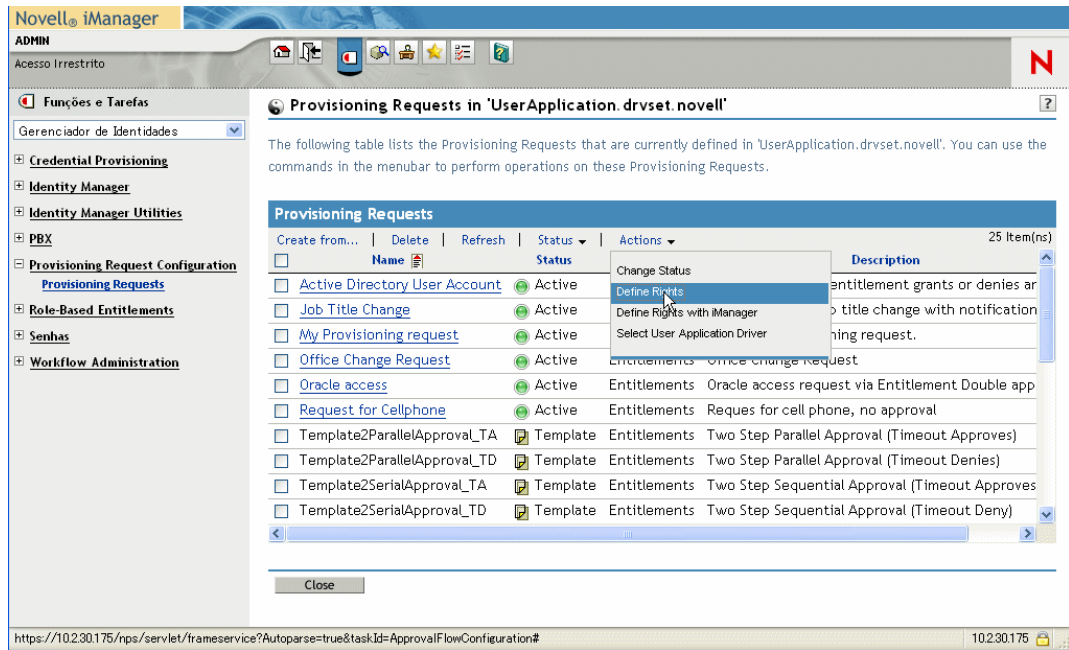 Novell® iManager
ADMIN
Acesso Irrestrito
N
Funções e Tarefas
Gerenciador de Identidades
Credential Provisioning
Identity Manager
Identity Manager Utilities
PBX
Provisioning Request Configuration
Provisioning Requests
Role-Based Entitlements
Senhas
Workflow Administration
Provisioning Requests in 'UserApplication.drvset.novell'
?
The following table lists the Provisioning Requests that are currently defined in 'UserApplication.drvset.novell'. You can use the
commands in the menubar to perform operations on these Provisioning Requests.
Provisioning Requests
Create from... | Delete | Refresh | Status | Actions 25 Item(ns)
Name Status Description
Change Status
Define Rights
Define Rights with iManager
Select User Application Driver
Active Directory User Account Active entitlement grants or denies ar
Job Title Change Active title change with notification
My Provisioning request Active ning request.
Office Change Request Active Entitlements Office Change Request
Oracle access Active Entitlements Oracle access request via Entitlement Double app
Request for Cellphone Active Entitlements Reques for cell phone, no approval
Template2ParallelApproval_TA Template Entitlements Two Step Parallel Approval (Timeout Approves)
Template2ParallelApproval_TD Template Entitlements Two Step Parallel Approval (Timeout Denies)
Template2SerialApproval_TA Template Entitlements Two Step Sequential Approval (Timeout Approves
Template2SerialApproval_TD Template Entitlements Two Step Sequential Approval (Timeout Deny)
Close
https://10.2.30.175/nps/servlet/frameservice?Autoparse=true&taskId=ApprovalFlowConfiguration# 10.2.30.175